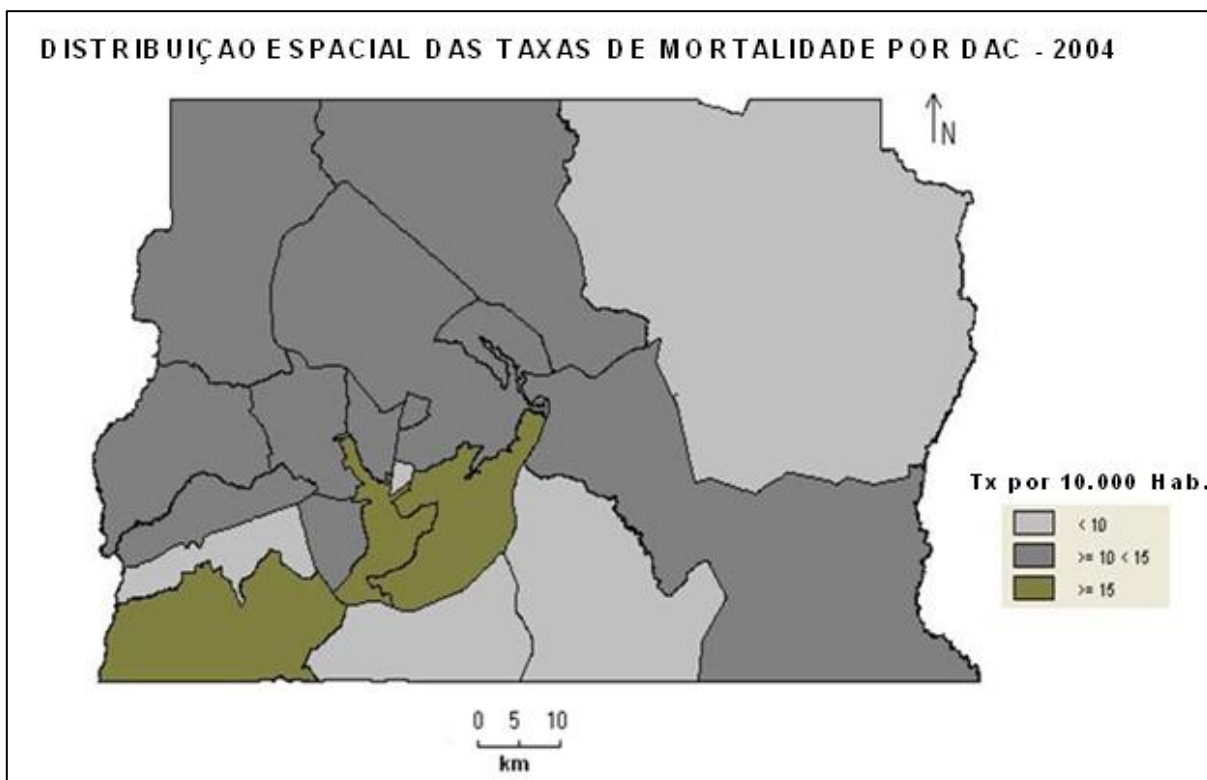 DISTRIBUIÇAO ESPACIAL DAS TAXAS DE MORTALIDADE POR DAC - 2004
N
Tx por 10.000 Hab.
< 10
>= 10 < 15
>= 15
0 5 10
km